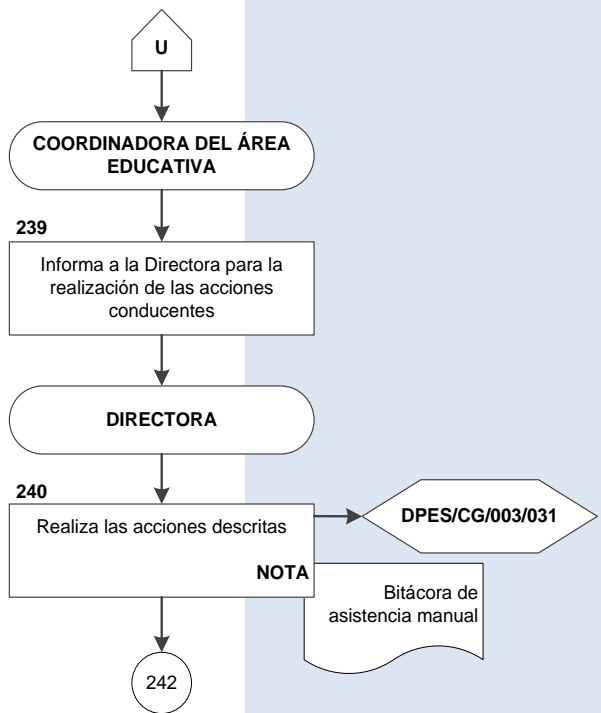 U
COORDINADORA DEL ÁREA
EDUCATIVA
239
Informa a la Directora para la
realización de las acciones
conducentes
DIRECTORA
240
Realiza las acciones descritas
NOTA
DPES/CG/003/031
Bitácora de
asistencia manual
242